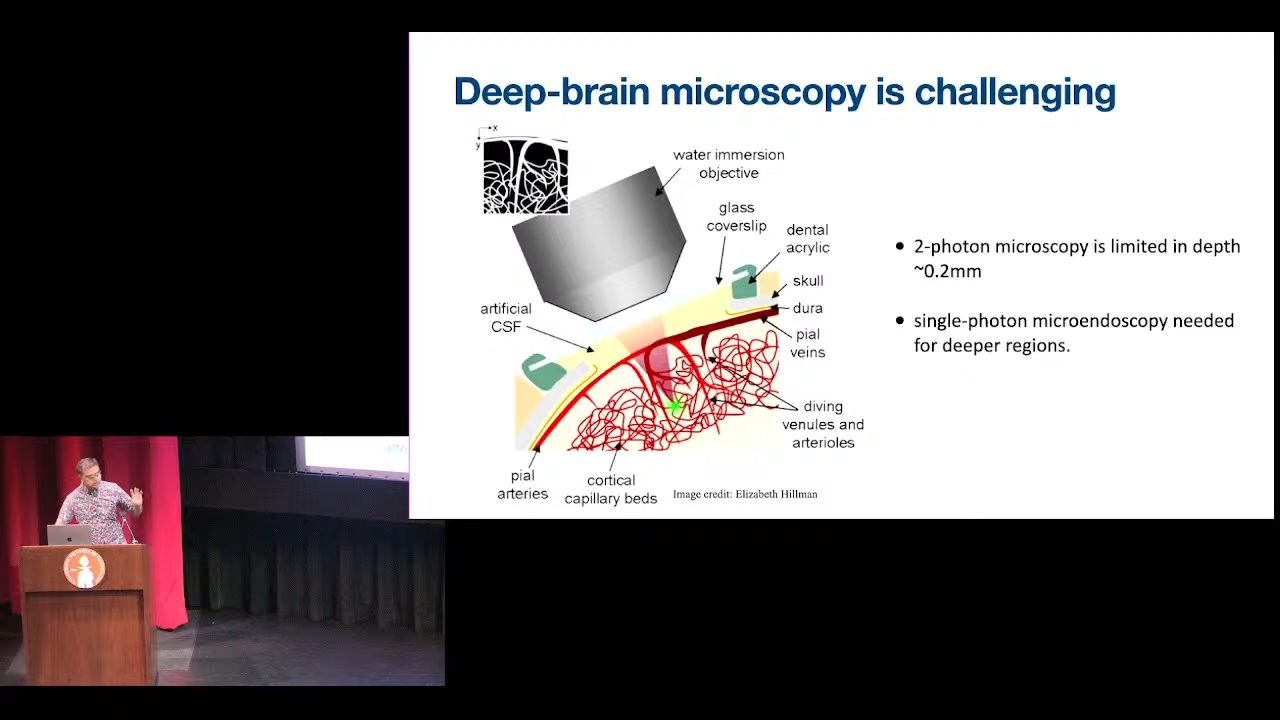 Deep-brain microscopy is challenging
x
y
water immersion
objective
glass
coverslip
dental
acrylic
skull
dura
pial
veins
artificial
CSF
diving
venules and
arterioles
pial
arteries
cortical
capillary beds
Image credit: Elizabeth Hillman
• 2-photon microscopy is limited in depth
~0.2mm
• single-photon microendoscopy needed
for deeper regions.